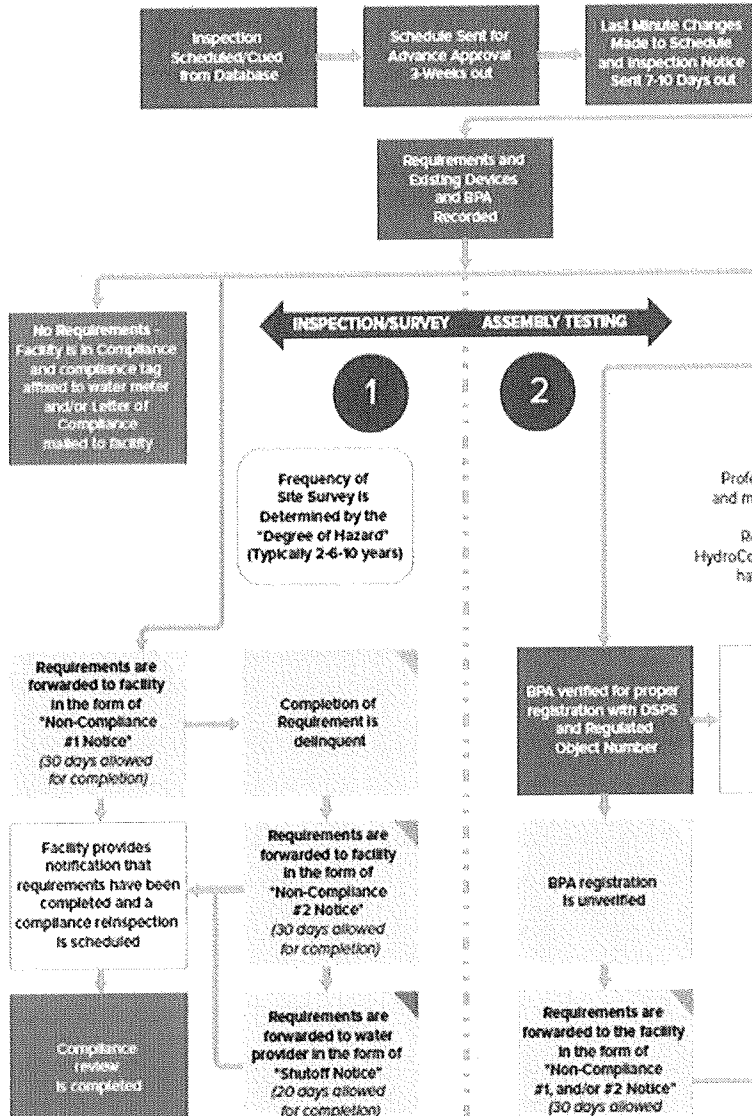 Inspection
Scheduled/Cued
from Database
Schedule Sent for
Advance Approval
3-Weeks out
Last Minute Changes
Made to Schedule
and Inspection Notice
Sent 7-10 Days out
Requirements and
Existing Devices
and BPA
Recorded
No Requirements -
Facility is in Compliance
and compliance tag
affixed to water meter
and/or Letter of
Compliance
mailed to facility
INSPECTION/SURVEY
ASSEMBLY TESTING
1
2
Frequency of
Site Survey is
Determined by the
"Degree of Hazard"
(Typically 2-6-10 years)
Profe
and m
R
HydroCo
ha
Requirements are
forwarded to facility
in the form of
"Non-Compliance
#1 Notice"
(30 days allowed
for completion)
Completion of
Requirement is
delinquent
BPA verified for proper
registration with DSPS
and Regulated
Object Number
Facility provides
notification that
requirements have been
completed and a
compliance reinspection
is scheduled
Requirements are
forwarded to facility
in the form of
"Non-Compliance
#2 Notice"
(30 days allowed
for completion)
BPA registration
is unverified
Compliance
review
is completed
Requirements are
forwarded to water
provider in the form of
"Shutoff Notice"
(20 days allowed
for completion)
Requirements are
forwarded to the facility
in the form of
"Non-Compliance
#1, and/or #2 Notice"
(30 days allowed